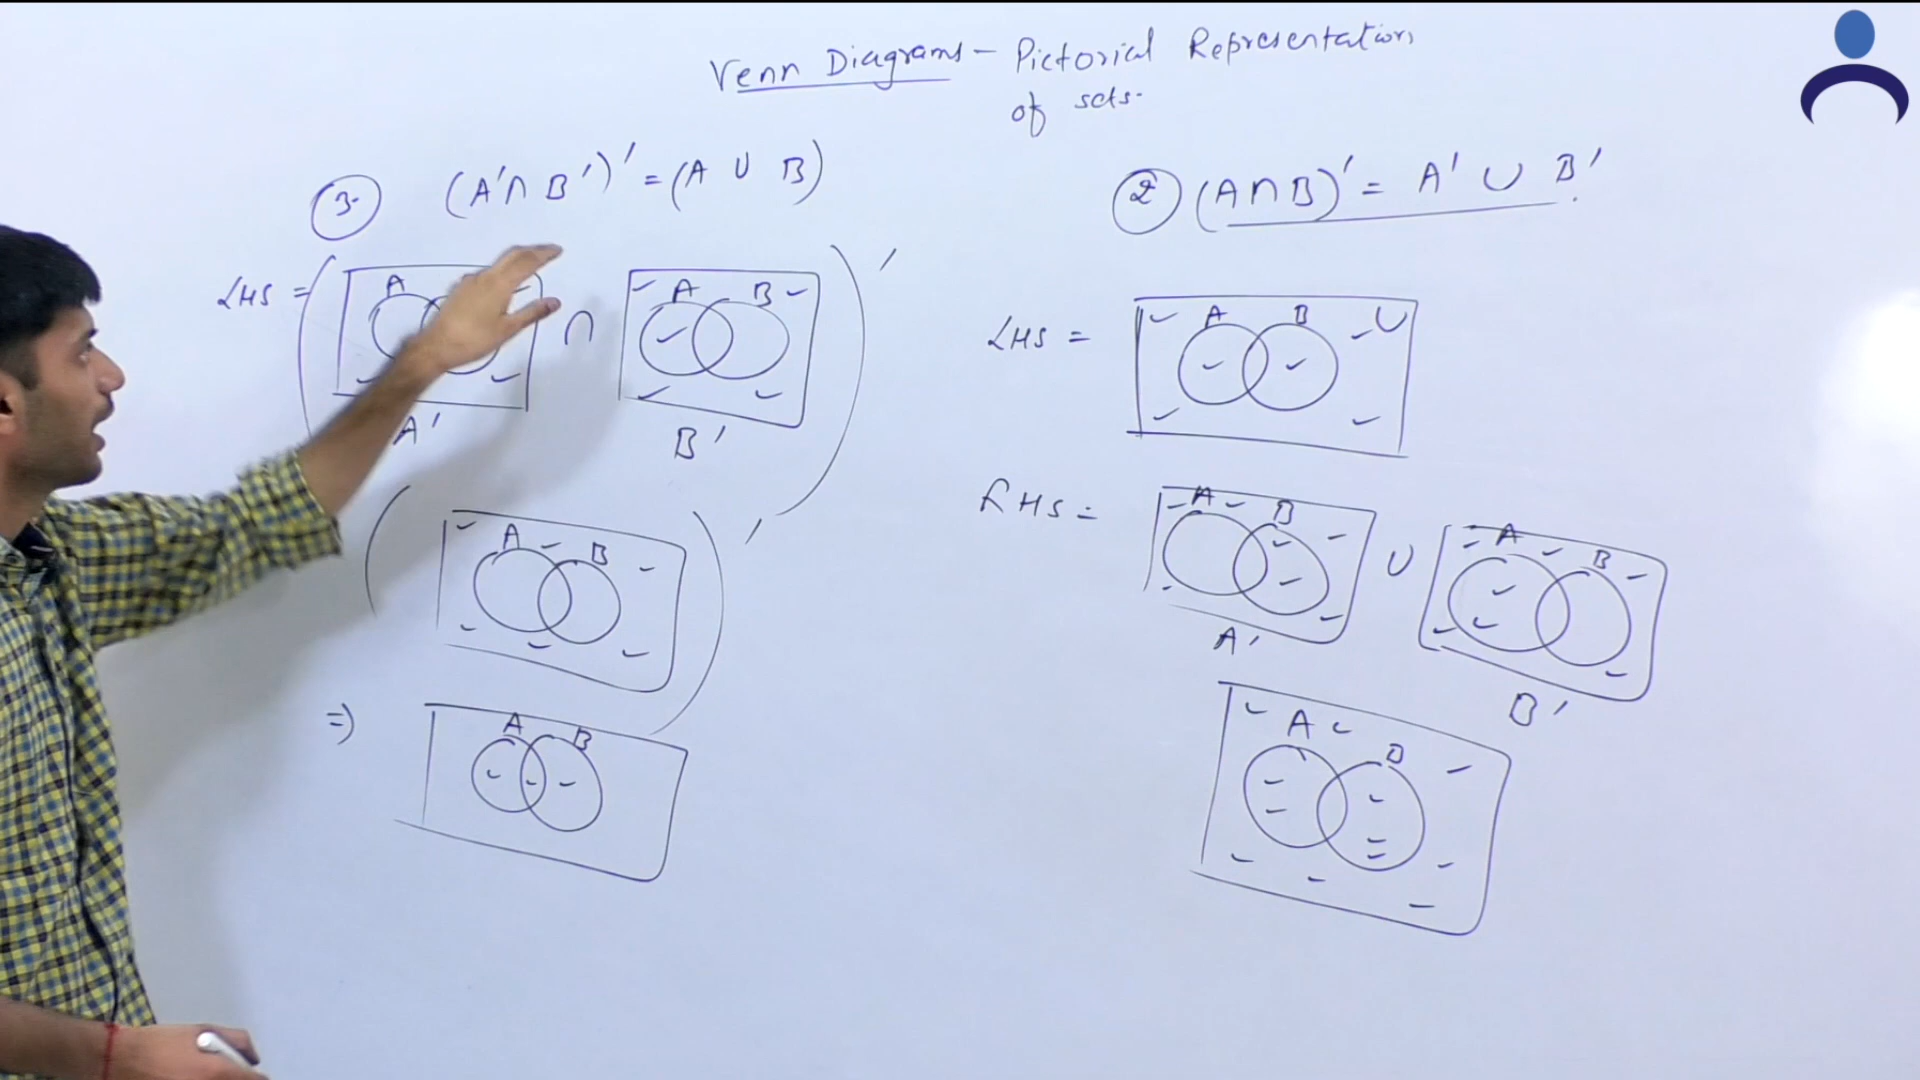 Venn Diagrams - Pictorial Representation
of sets.
3. (A'∩ B')' = (A ∪ B)
LHS = ( A ∩ A B )'
A' B'
( A B )'
=) A B
2 (A∩B)' = A' ∪ B'.
LHS = A B U
RHS = A B ∪ A B
A' B'
A B